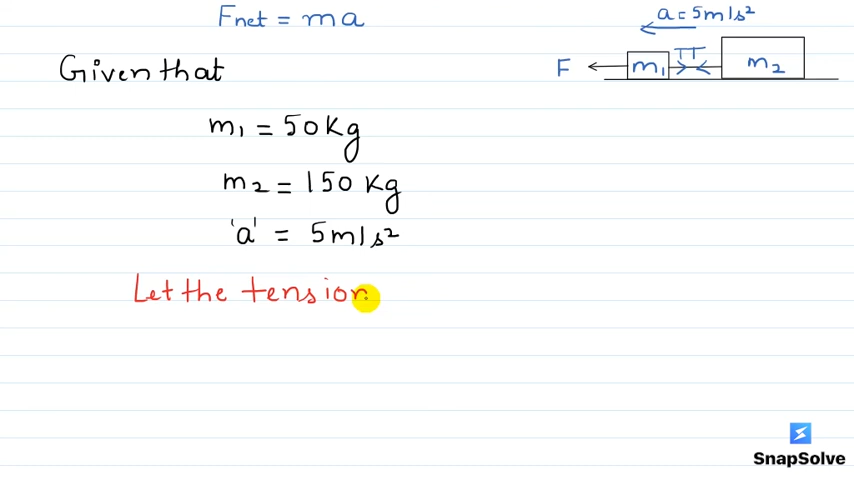 Fnet = ma
a = 5m/s²
Given that
F
m₁
T T
m₂
m₁ = 50 Kg
m₂ = 150 Kg
'a' = 5m/s²
Let the tension
SnapSolve